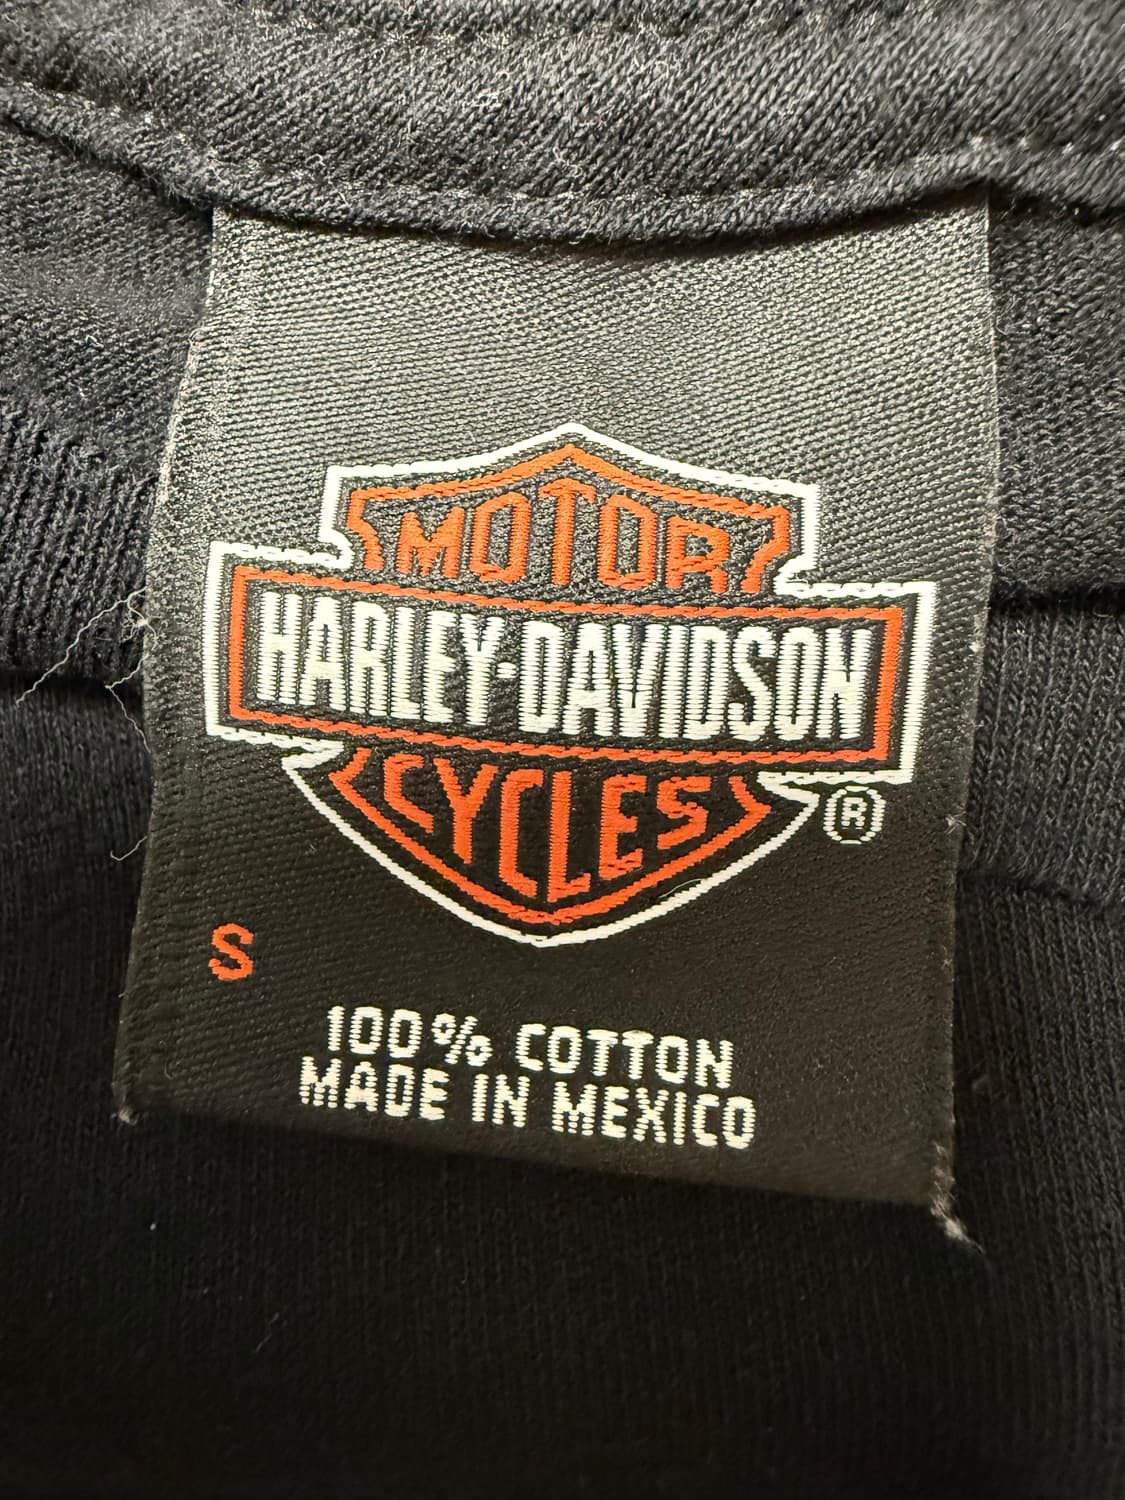 MOTOR
HARLEY-DAVIDSON
CYCLES
®
S
100% COTTON
MADE IN MEXICO